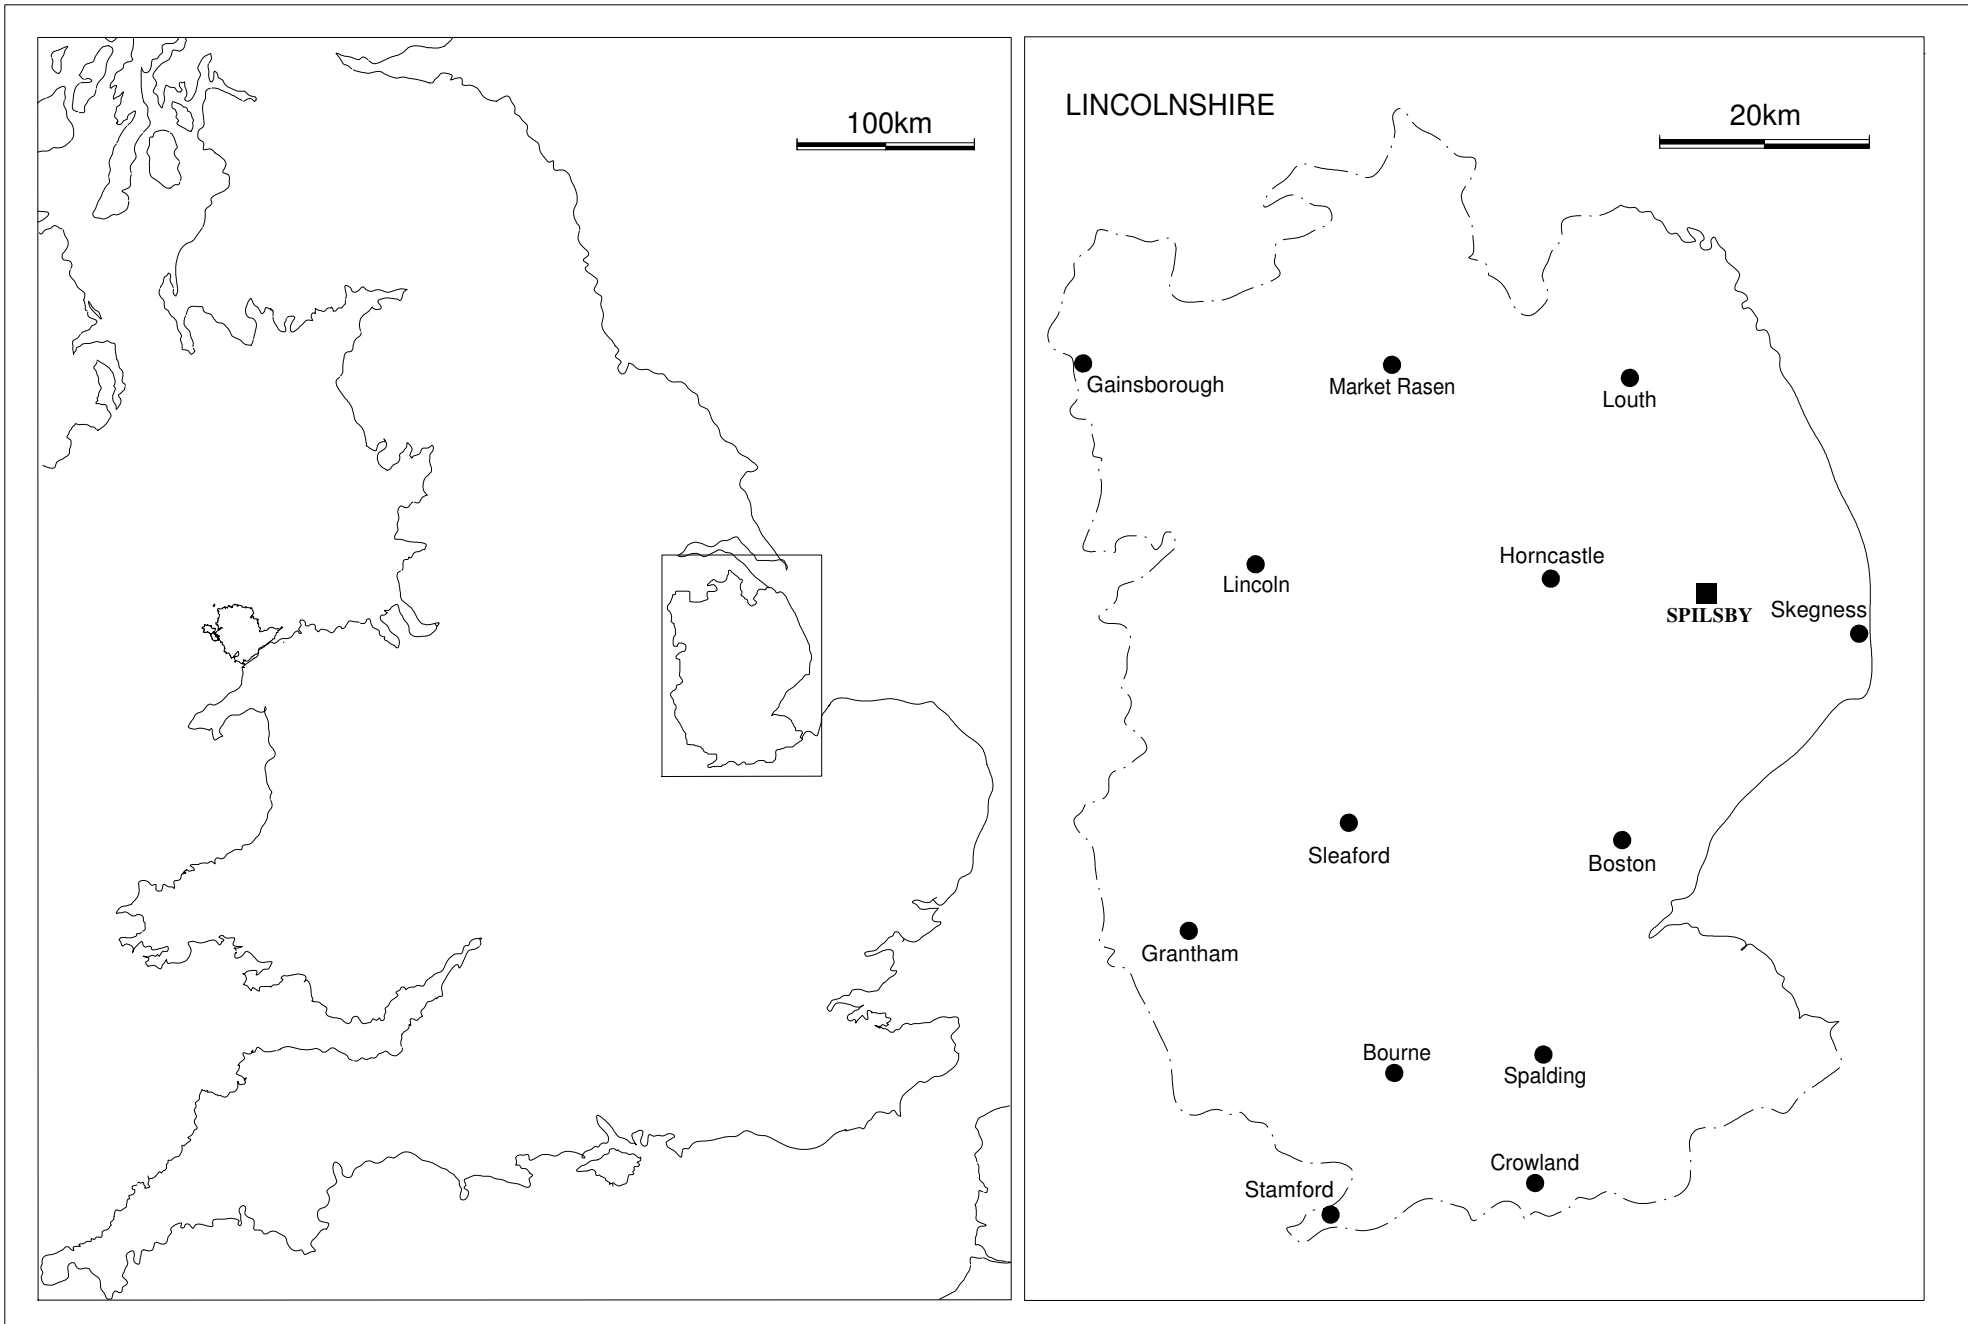 100km
LINCOLNSHIRE
20km
Gainsborough
Market Rasen
Louth
Lincoln
Horncastle
SPILSBY
Skegness
Sleaford
Boston
Grantham
Bourne
Spalding
Crowland
Stamford